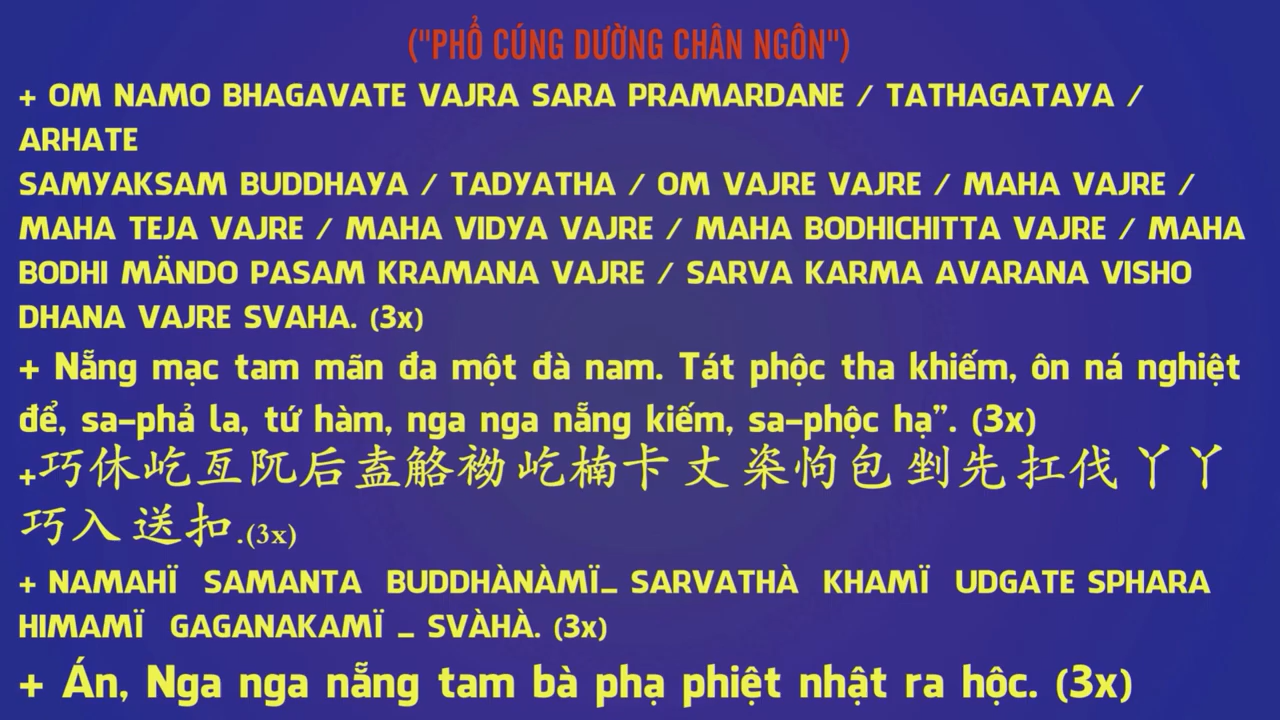 ("PHỔ CÚNG DƯỜNG CHÂN NGÔN")
+ OM NAMO BHAGAVATE VAJRA SARA PRAMARDANE / TATHAGATAYA /
ARHATE
SAMYAKSAM BUDDHAYA / TADYATHA / OM VAJRE VAJRE / MAHA VAJRE /
MAHA TEJA VAJRE / MAHA VIDYA VAJRE / MAHA BODHICHITTA VAJRE / MAHA
BODHI MÄNDO PASAM KRAMANA VAJRE / SARVA KARMA AVARANA VISHO
DHANA VAJRE SVAHA. (3x)
+ Nẵng mạc tam mãn đa một đà nam. Tát phộc tha khiếm, ôn ná nghiệt
để, sa-phả la, tứ hàm, nga nga nẵng kiếm, sa-phộc hạ”. (3x)
+巧休屹亙阢后盍觡袎 屹楠卡 丈 柒怐包 剉先 扛伐 丫丫
巧入 送扣.(3x)
+ NAMAHÏ SAMANTA BUDDHÀNÀMÏ_ SARVATHÀ KHAMÏ UDGATE SPHARA
HIMAMÏ GAGANAKAMÏ _ SVÀHÀ. (3x)
+ Án, Nga nga nẵng tam bà phạ phiệt nhật ra hộc. (3x)